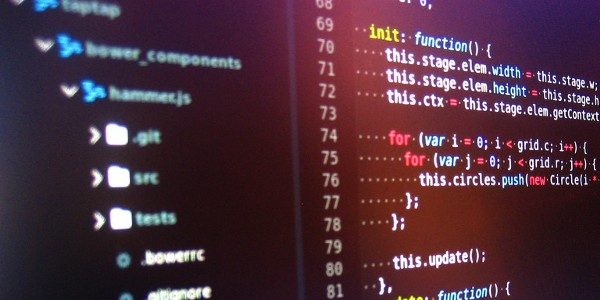 taptap
bower_components
hammer.js
.git
src
tests
.bowerrc
.gitignore
68 0,
69 init: function() {
70 this.stage.elem.width = this.stage.w;
71 this.stage.elem.height = this.stage.h
72 this.ctx = this.stage.elem.getContext
73
74 for (var i = 0; i < grid.c; i++) {
75 for (var j = 0; j < grid.r; j++) {
76 this.circles.push(new Circle(i *
77 };
78 };
79
80 this.update();
81 },
function() {